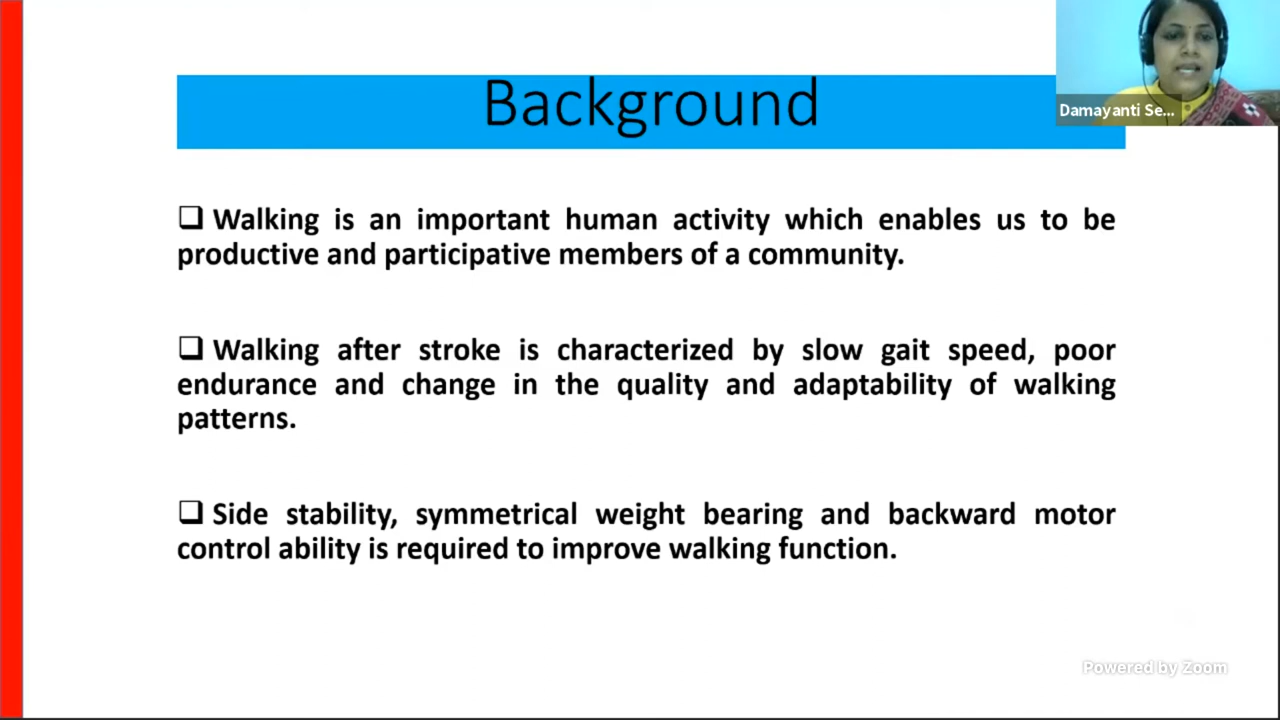 Background
Damayanti Se...
❑ Walking is an important human activity which enables us to be
productive and participative members of a community.
❑ Walking after stroke is characterized by slow gait speed, poor
endurance and change in the quality and adaptability of walking
patterns.
❑ Side stability, symmetrical weight bearing and backward motor
control ability is required to improve walking function.
Powered by Zoom